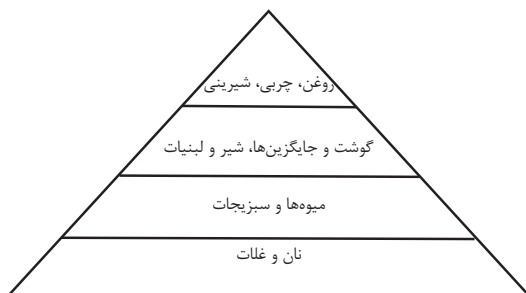 روغن، چربی، شیرینی
گوشت و جایگزین‌ها، شیر و لبنیات
میوه‌ها و سبزیجات
نان و غلات